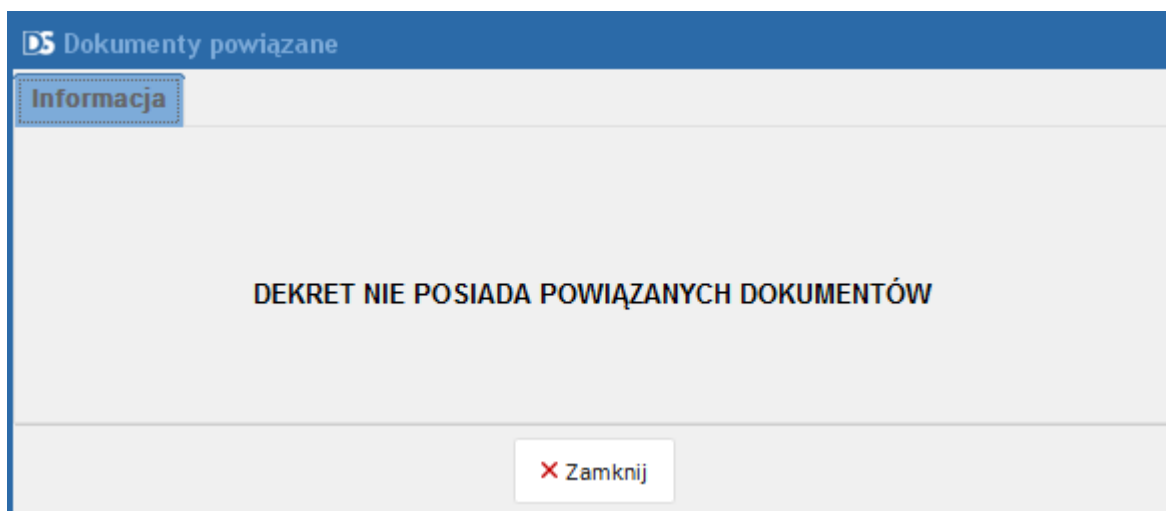 DS Dokumenty powiązane
Informacja
DEKRET NIE POSIADA POWIĄZANYCH DOKUMENTÓW
Zamknij